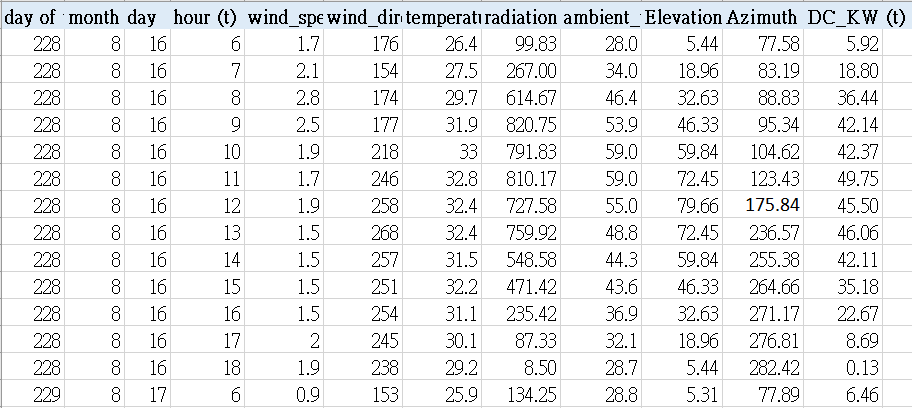 day of month day hour (t) wind_spe wind_dir temperatu radiation ambient_ Elevation Azimuth DC_KW (t)
228 8 16 6 1.7 176 26.4 99.83 28.0 5.44 77.58 5.92
228 8 16 7 2.1 154 27.5 267.00 34.0 18.96 83.19 18.80
228 8 16 8 2.8 174 29.7 614.67 46.4 32.63 88.83 36.44
228 8 16 9 2.5 177 31.9 820.75 53.9 46.33 95.34 42.14
228 8 16 10 1.9 218 33 791.83 59.0 59.84 104.62 42.37
228 8 16 11 1.7 246 32.8 810.17 59.0 72.45 123.43 49.75
228 8 16 12 1.9 258 32.4 727.58 55.0 79.66 175.84 45.50
228 8 16 13 1.5 268 32.4 759.92 48.8 72.45 236.57 46.06
228 8 16 14 1.5 257 31.5 548.58 44.3 59.84 255.38 42.11
228 8 16 15 1.5 251 32.2 471.42 43.6 46.33 264.66 35.18
228 8 16 16 1.5 254 31.1 235.42 36.9 32.63 271.17 22.67
228 8 16 17 2 245 30.1 87.33 32.1 18.96 276.81 8.69
228 8 16 18 1.9 238 29.2 8.50 28.7 5.44 282.42 0.13
229 8 17 6 0.9 153 25.9 134.25 28.8 5.31 77.89 6.46